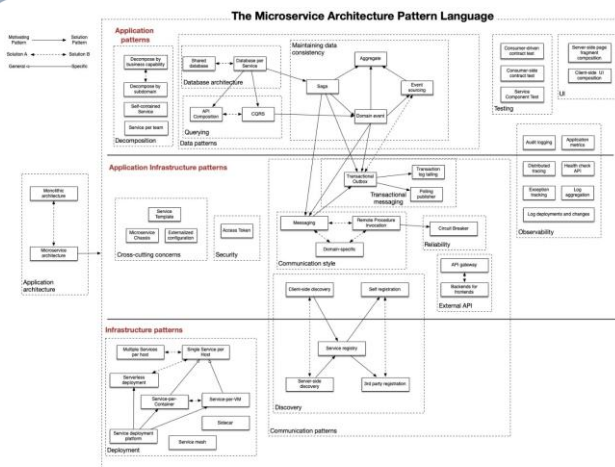 The Microservice Architecture Pattern Language
Motivating
Pattern
Solution
Pattern
Solution A
Solution B
General
Specific
Application
patterns
Decompose by
business capability
Decompose by
subdomain
Self-contained
Service
Service per team
Decomposition
Shared
database
Database per
Service
Database architecture
API
Composition
CQRS
Querying
Data patterns
Maintaining data
consistency
Aggregate
Saga
Event
sourcing
Domain event
Consumer-driven
contract test
Consumer-side
contract test
Service
Component Test
Testing
Server-side page
fragment
composition
Client-side UI
composition
UI
Application Infrastructure patterns
Audit logging
Application
metrics
Distributed
tracing
Health check
API
Exception
tracking
Log
aggregation
Log deployments and changes
Observability
Transactional
Outbox
Transaction
log tailing
Polling
publisher
Transactional
messaging
Monolithic
architecture
Microservice
architecture
Application
architecture
Service
Template
Microservice
Chassis
Externalized
configuration
Cross-cutting concerns
Access Token
Security
Messaging
Remote Procedure
Invocation
Domain-specific
Communication style
Circuit Breaker
Reliability
API gateway
Backends for
frontends
External API
Client-side discovery
Self registration
Service registry
Server-side
discovery
3rd party registration
Discovery
Communication patterns
Infrastructure patterns
Multiple Services
per host
Single Service per
Host
Serverless
deployment
Service-per-
Container
Service-per-VM
Service deployment
platform
Sidecar
Service mesh
Deployment